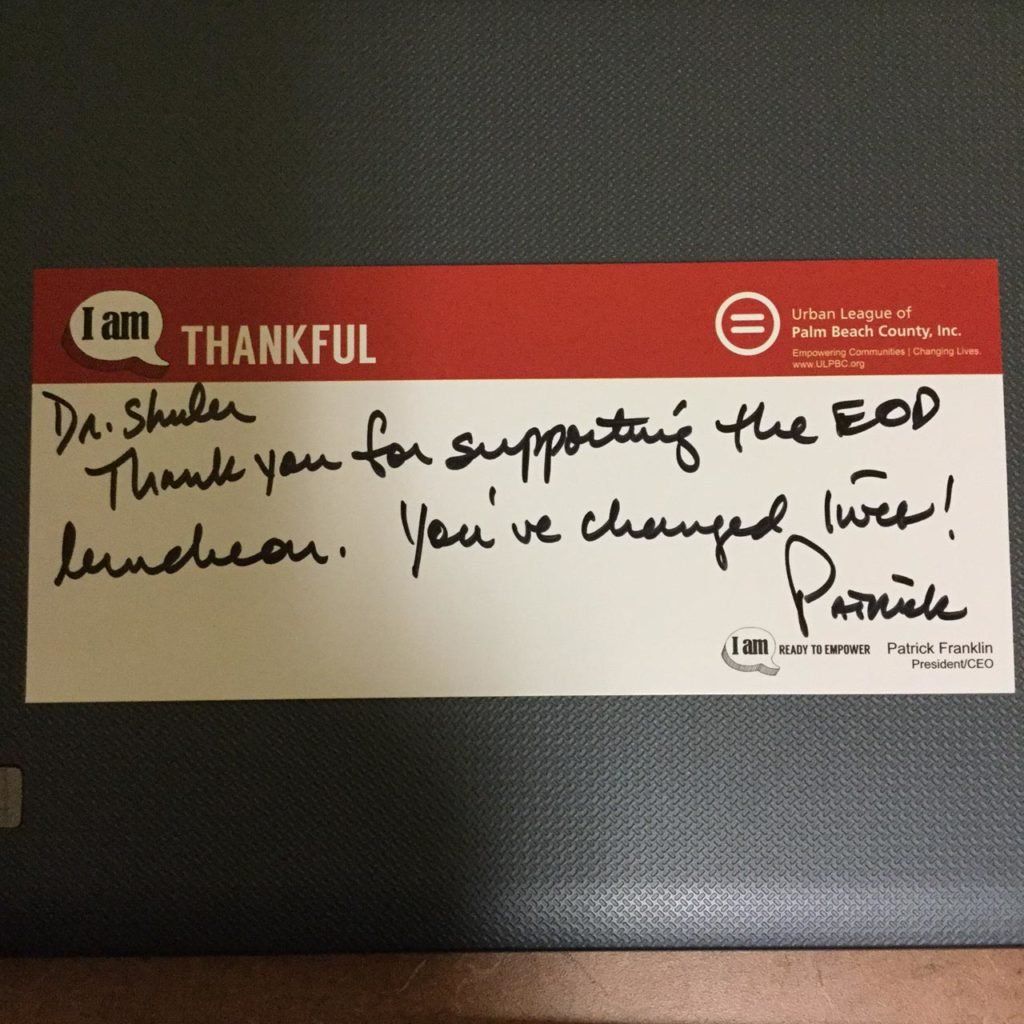 I am
THANKFUL
Urban League of
Palm Beach County, Inc.
Empowering Communities | Changing Lives.
www.ULPBC.org
Dr. Shuler
Thank you for supporting the EOD
luncheon. You've changed lives!
Patrick
I am READY TO EMPOWER
Patrick Franklin
President/CEO